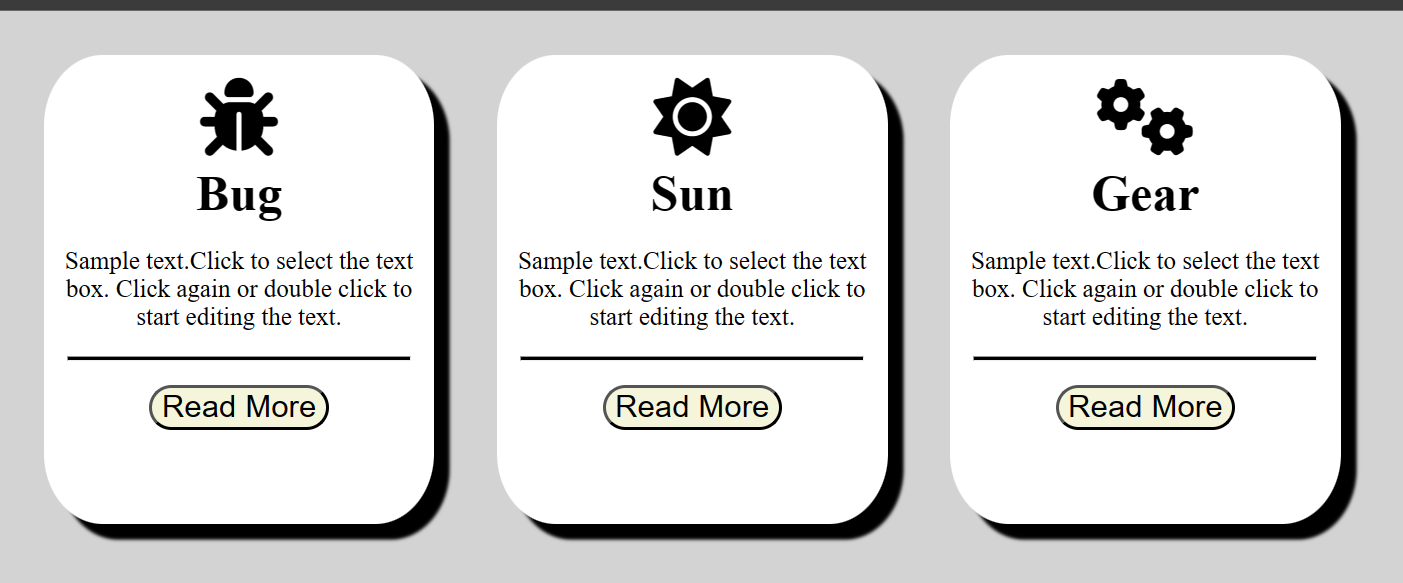 Bug
Sample text.Click to select the text
box. Click again or double click to
start editing the text.
Read More
Sun
Sample text.Click to select the text
box. Click again or double click to
start editing the text.
Read More
Gear
Sample text.Click to select the text
box. Click again or double click to
start editing the text.
Read More